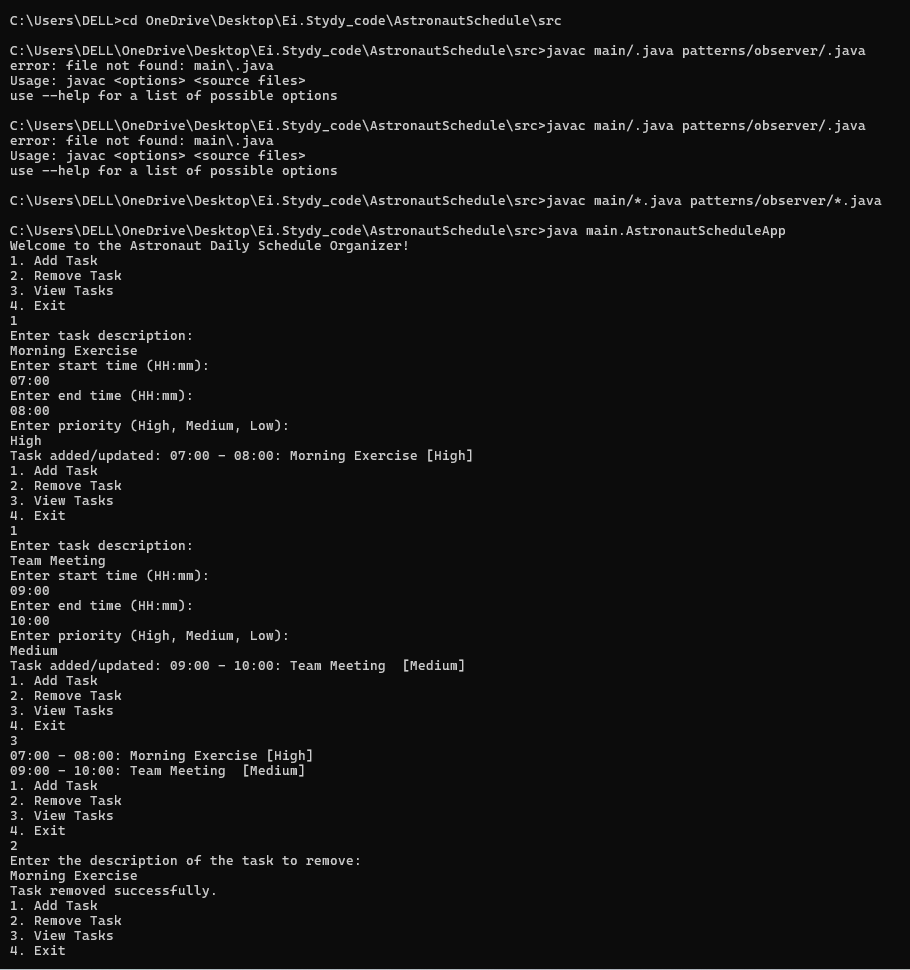 C:\Users\DELL>cd OneDrive\Desktop\Ei.Stydy_code\AstronautSchedule\src
C:\Users\DELL\OneDrive\Desktop\Ei.Stydy_code\AstronautSchedule\src>javac main/.java patterns/observer/.java
error: file not found: main\.java
Usage: javac <options> <source files>
use --help for a list of possible options
C:\Users\DELL\OneDrive\Desktop\Ei.Stydy_code\AstronautSchedule\src>javac main/.java patterns/observer/.java
error: file not found: main\.java
Usage: javac <options> <source files>
use --help for a list of possible options
C:\Users\DELL\OneDrive\Desktop\Ei.Stydy_code\AstronautSchedule\src>javac main/*.java patterns/observer/*.java
C:\Users\DELL\OneDrive\Desktop\Ei.Stydy_code\AstronautSchedule\src>java main.AstronautScheduleApp
Welcome to the Astronaut Daily Schedule Organizer!
1. Add Task
2. Remove Task
3. View Tasks
4. Exit
1
Enter task description:
Morning Exercise
Enter start time (HH:mm):
07:00
Enter end time (HH:mm):
08:00
Enter priority (High, Medium, Low):
High
Task added/updated: 07:00 - 08:00: Morning Exercise [High]
1. Add Task
2. Remove Task
3. View Tasks
4. Exit
1
Enter task description:
Team Meeting
Enter start time (HH:mm):
09:00
Enter end time (HH:mm):
10:00
Enter priority (High, Medium, Low):
Medium
Task added/updated: 09:00 - 10:00: Team Meeting  [Medium]
1. Add Task
2. Remove Task
3. View Tasks
4. Exit
3
07:00 - 08:00: Morning Exercise [High]
09:00 - 10:00: Team Meeting  [Medium]
1. Add Task
2. Remove Task
3. View Tasks
4. Exit
2
Enter the description of the task to remove:
Morning Exercise
Task removed successfully.
1. Add Task
2. Remove Task
3. View Tasks
4. Exit